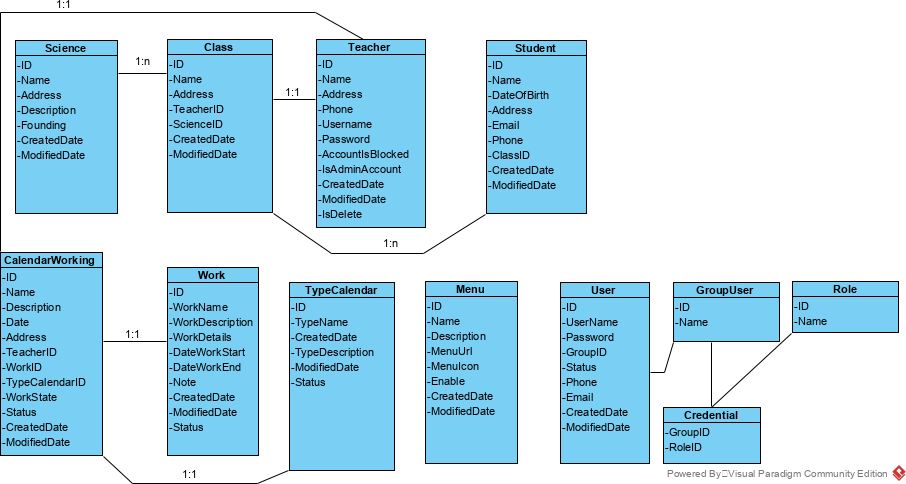 1:1
Science
-ID
-Name
-Address
-Description
-Founding
-CreatedDate
-ModifiedDate
1:n
Class
-ID
-Name
-Address
-TeacherID
-ScienceID
-CreatedDate
-ModifiedDate
1:1
Teacher
-ID
-Name
-Address
-Phone
-Username
-Password
-AccountIsBlocked
-IsAdminAccount
-CreatedDate
-ModifiedDate
-IsDelete
Student
-ID
-Name
-DateOfBirth
-Address
-Email
-Phone
-ClassID
-CreatedDate
-ModifiedDate
1:n
CalendarWorking
-ID
-Name
-Description
-Date
-Address
-TeacherID
-WorkID
-TypeCalendarID
-WorkState
-Status
-CreatedDate
-ModifiedDate
1:1
Work
-ID
-WorkName
-WorkDescription
-WorkDetails
-DateWorkStart
-DateWorkEnd
-Note
-CreatedDate
-ModifiedDate
-Status
TypeCalendar
-ID
-TypeName
-CreatedDate
-TypeDescription
-ModifiedDate
-Status
1:1
Menu
-ID
-Name
-Description
-MenuUrl
-MenuIcon
-Enable
-CreatedDate
-ModifiedDate
User
-ID
-UserName
-Password
-GroupID
-Status
-Phone
-Email
-CreatedDate
-ModifiedDate
GroupUser
-ID
-Name
Role
-ID
-Name
Credential
-GroupID
-RoleID
Powered By Visual Paradigm Community Edition